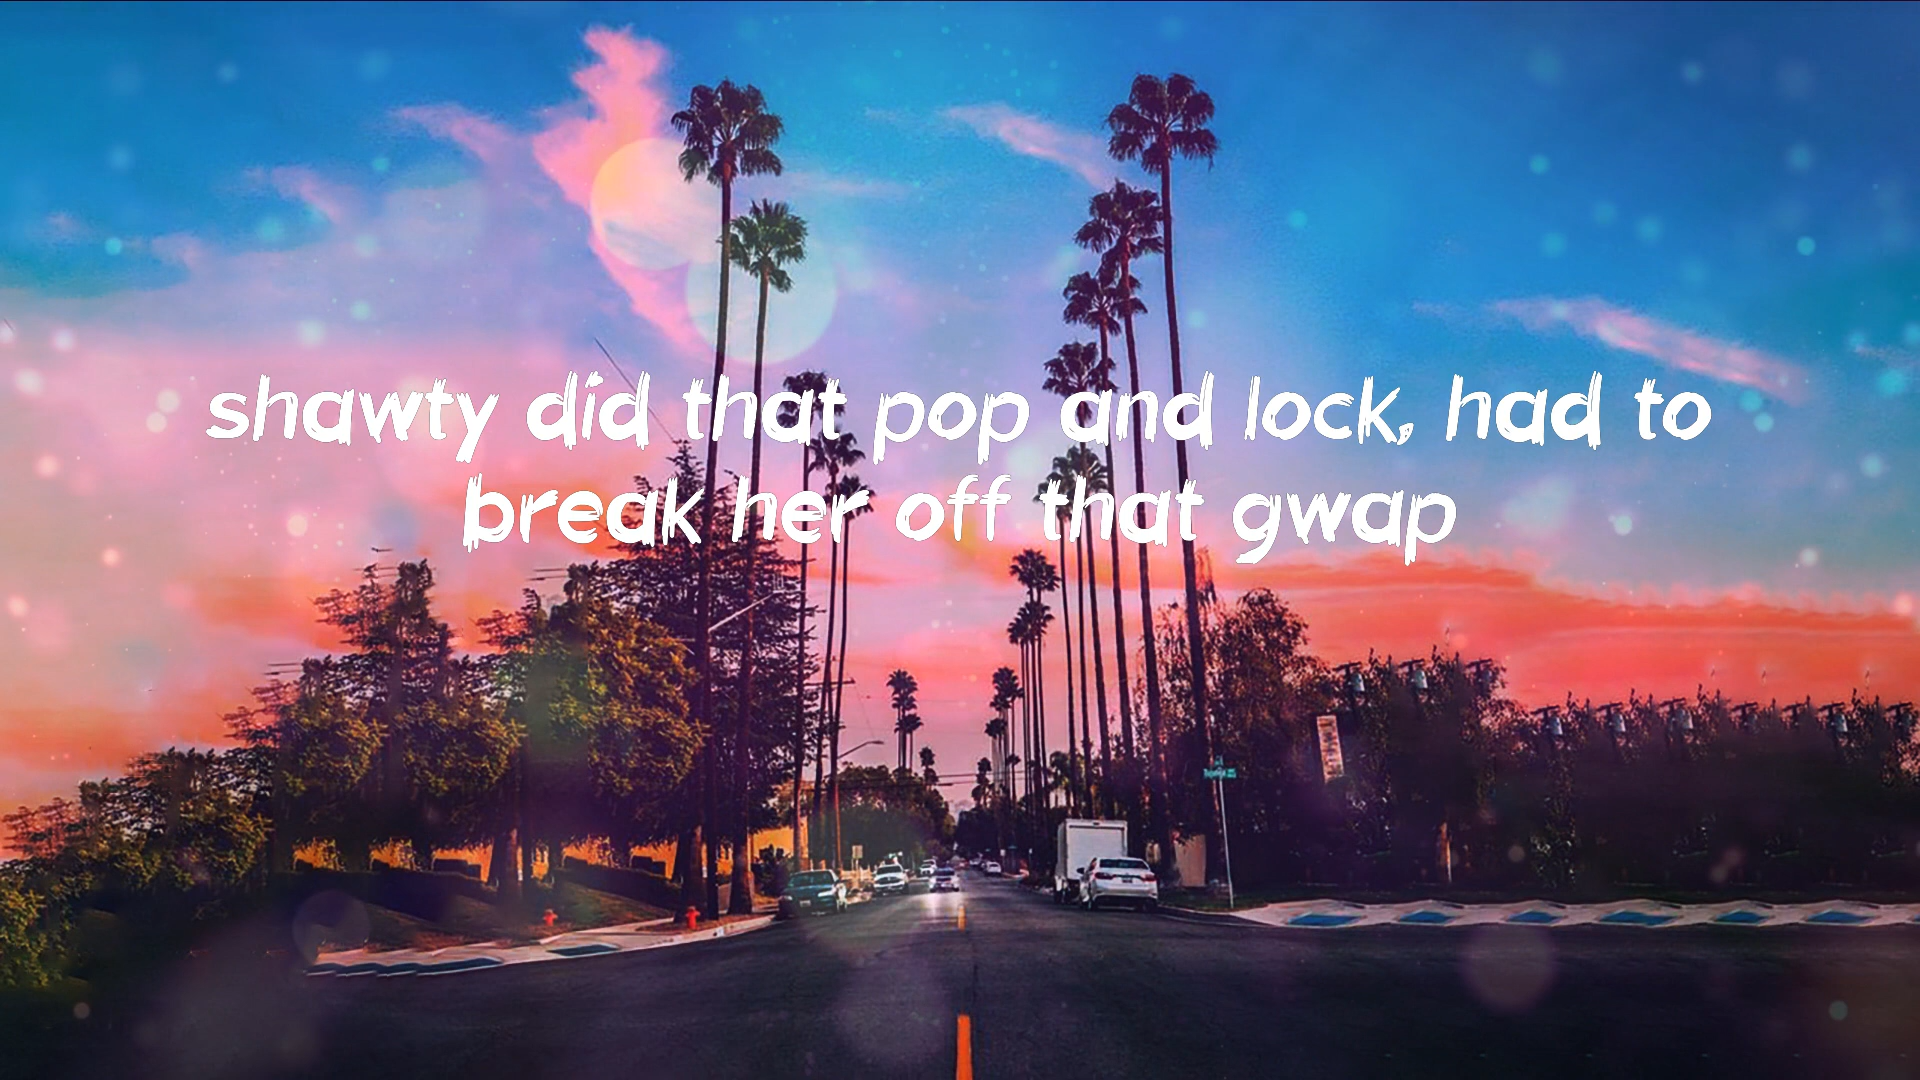 shawty did that pop and lock, had to
break her off that gwap